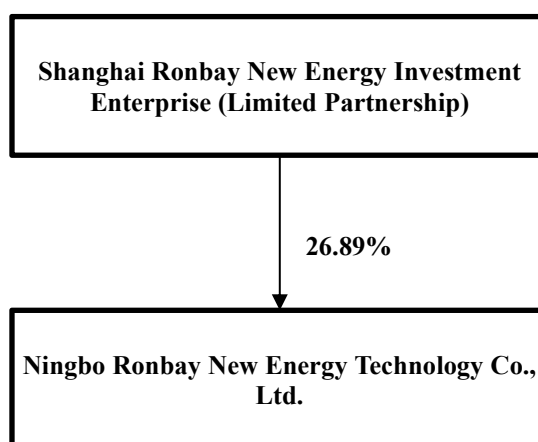 Shanghai Ronbay New Energy Investment
Enterprise (Limited Partnership)
26.89%
Ningbo Ronbay New Energy Technology Co.,
Ltd.